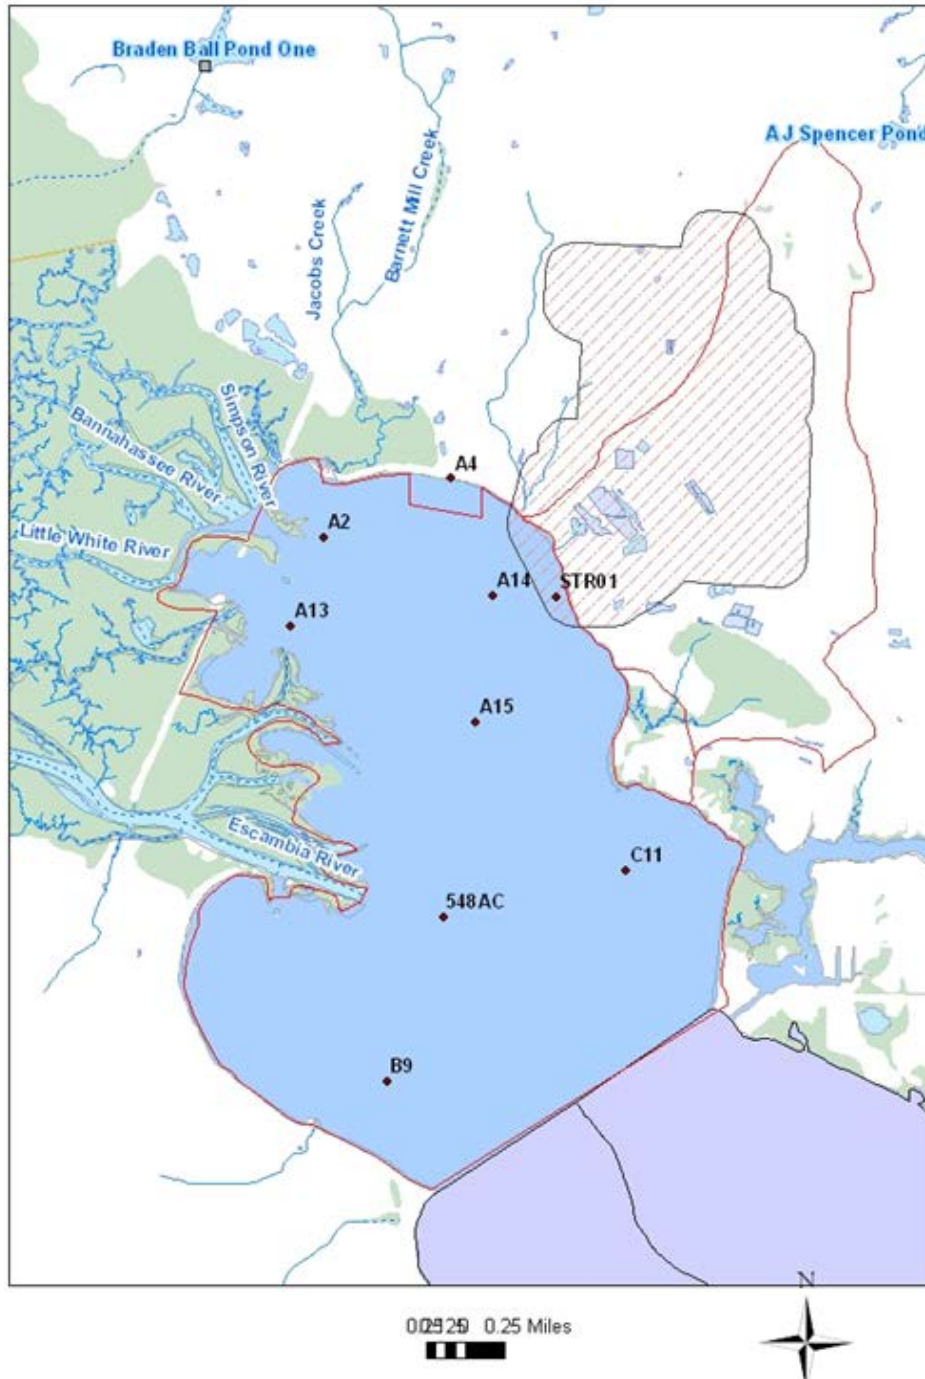 Braden Ball Pond One
AJ Spencer Pond
Barnett Mill Creek
Jacobs Creek
Simpson River
Bannahassee River
Little White River
A4
A2
A14
STR01
A13
A15
Escambia River
C11
548AC
B9
N
0.25 Miles